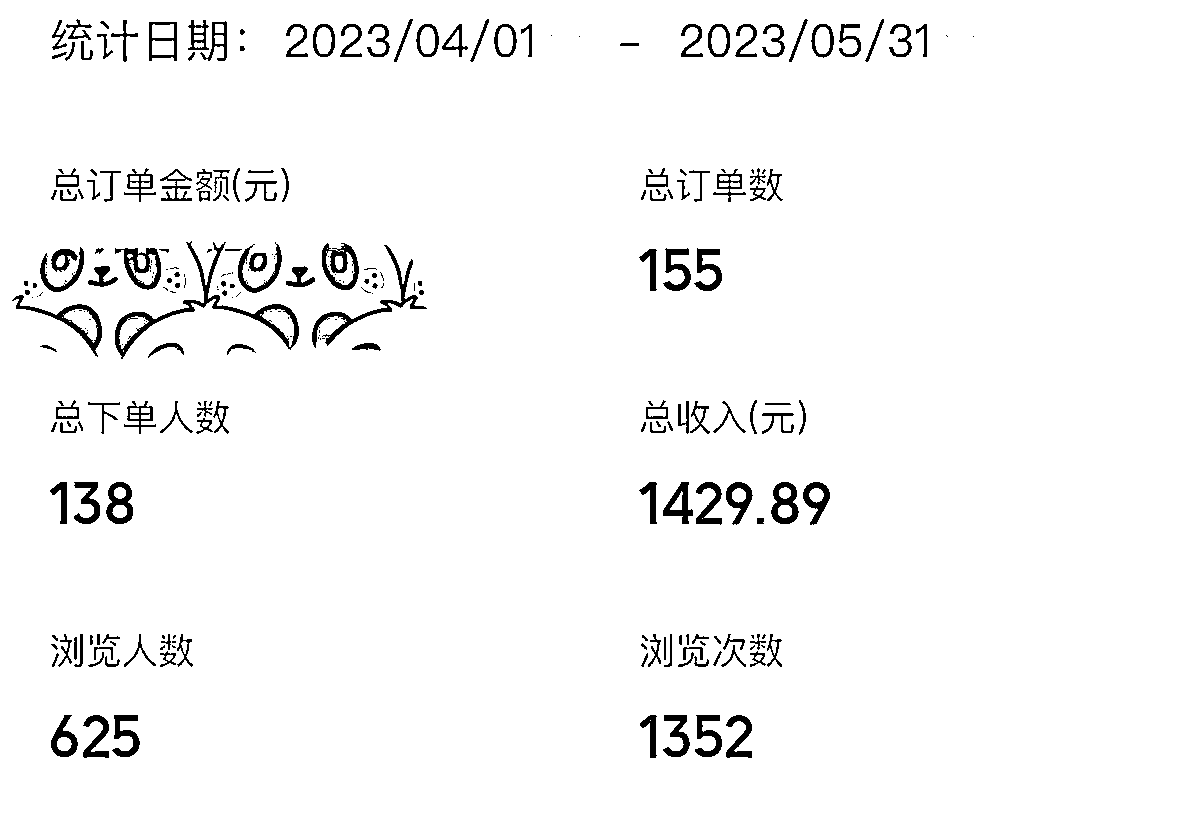 统计日期： 2023/04/01 – 2023/05/31
总订单金额(元) 总订单数
155
总下单人数 总收入(元)
138 1429.89
浏览人数 浏览次数
625 1352